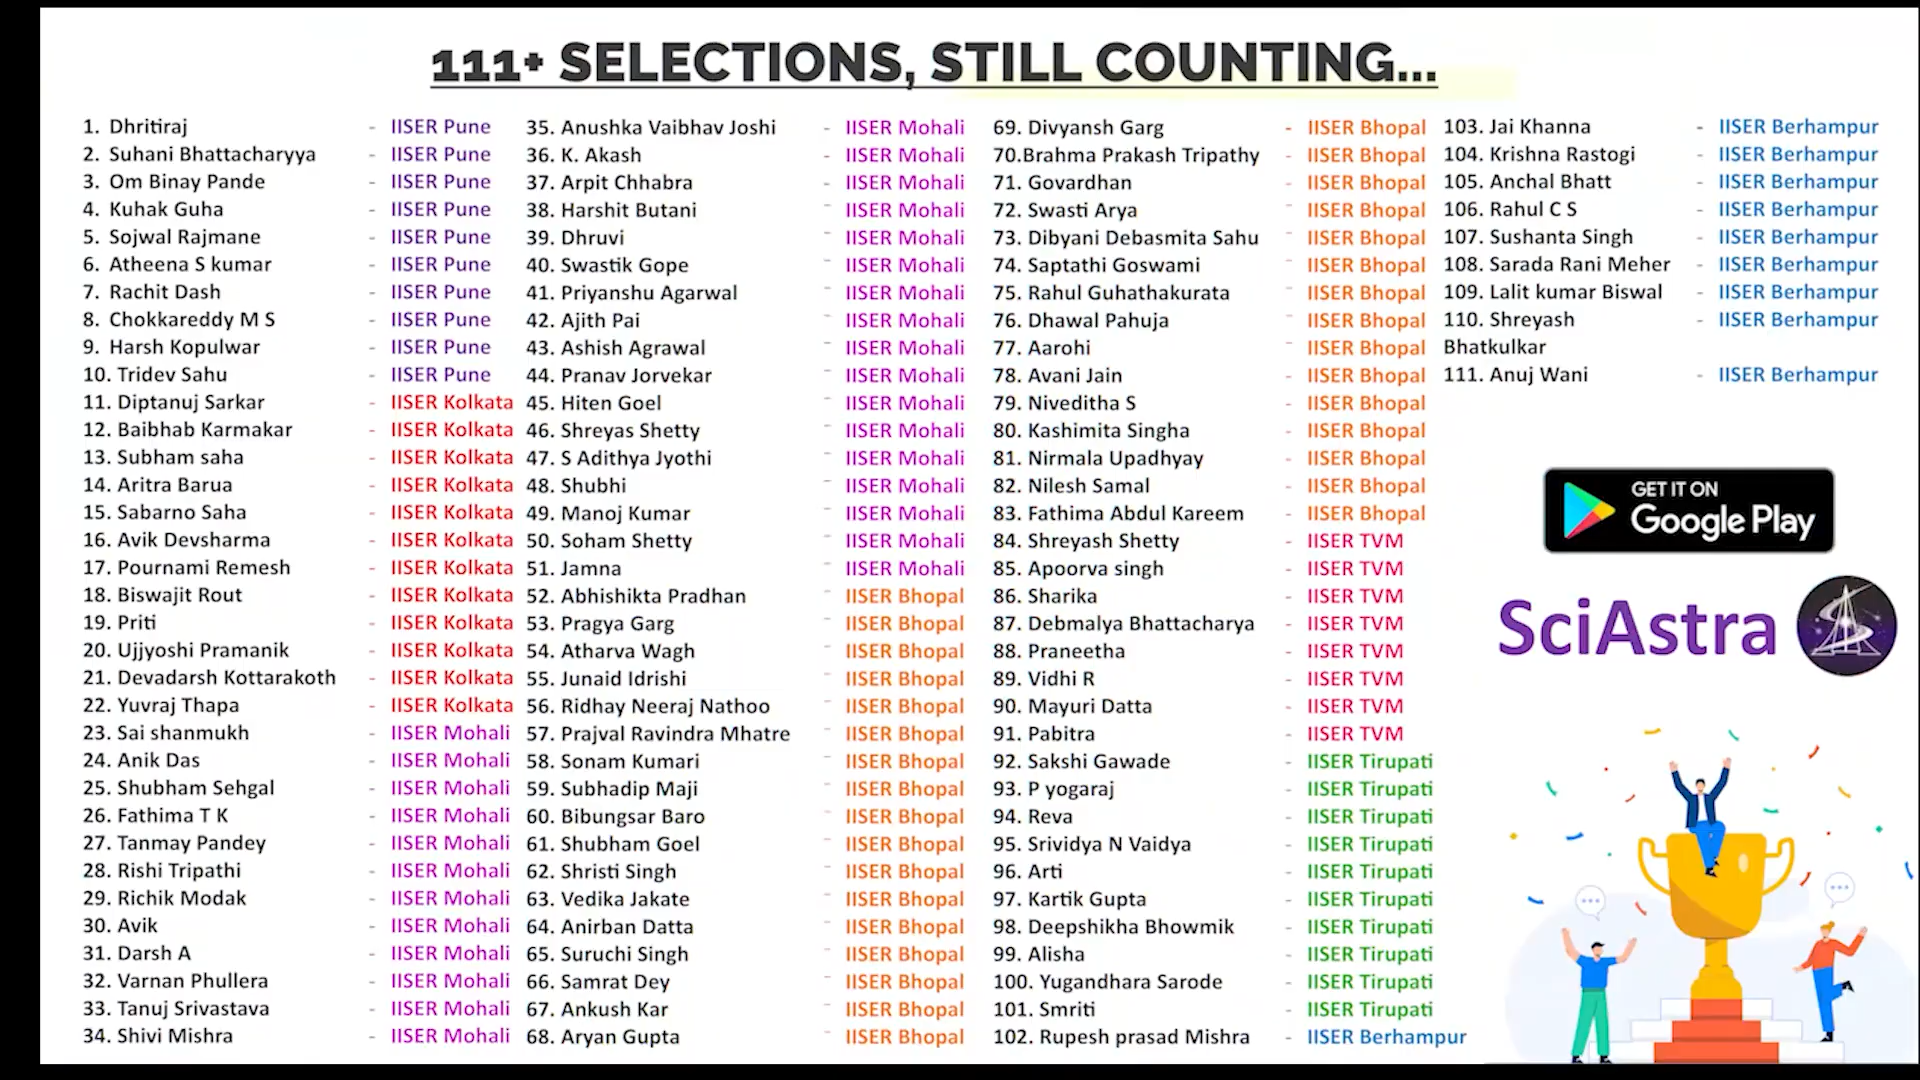 111+ SELECTIONS, STILL COUNTING...
1. Dhritiraj - IISER Pune
2. Suhani Bhattacharyya - IISER Pune
3. Om Binay Pande - IISER Pune
4. Kuhak Guha - IISER Pune
5. Sojwal Rajmane - IISER Pune
6. Atheena S kumar - IISER Pune
7. Rachit Dash - IISER Pune
8. Chokkareddy M S - IISER Pune
9. Harsh Kopulwar - IISER Pune
10. Tridev Sahu - IISER Pune
11. Diptanuj Sarkar - IISER Kolkata
12. Baibhab Karmakar - IISER Kolkata
13. Subham saha - IISER Kolkata
14. Aritra Barua - IISER Kolkata
15. Sabarno Saha - IISER Kolkata
16. Avik Devsharma - IISER Kolkata
17. Pournami Remesh - IISER Kolkata
18. Biswajit Rout - IISER Kolkata
19. Priti - IISER Kolkata
20. Ujjyoshi Pramanik - IISER Kolkata
21. Devadarsh Kottarakoth - IISER Kolkata
22. Yuvraj Thapa - IISER Kolkata
23. Sai shanmukh - IISER Mohali
24. Anik Das - IISER Mohali
25. Shubham Sehgal - IISER Mohali
26. Fathima T K - IISER Mohali
27. Tanmay Pandey - IISER Mohali
28. Rishi Tripathi - IISER Mohali
29. Richik Modak - IISER Mohali
30. Avik - IISER Mohali
31. Darsh A - IISER Mohali
32. Varnan Phullera - IISER Mohali
33. Tanuj Srivastava - IISER Mohali
34. Shivi Mishra - IISER Mohali
35. Anushka Vaibhav Joshi - IISER Mohali
36. K. Akash - IISER Mohali
37. Arpit Chhabra - IISER Mohali
38. Harshit Butani - IISER Mohali
39. Dhruvi - IISER Mohali
40. Swastik Gope - IISER Mohali
41. Priyanshu Agarwal - IISER Mohali
42. Ajith Pai - IISER Mohali
43. Ashish Agrawal - IISER Mohali
44. Pranav Jorvekar - IISER Mohali
45. Hiten Goel - IISER Mohali
46. Shreyas Shetty - IISER Mohali
47. S Adithya Jyothi - IISER Mohali
48. Shubhi - IISER Mohali
49. Manoj Kumar - IISER Mohali
50. Soham Shetty - IISER Mohali
51. Jamna - IISER Mohali
52. Abhishikta Pradhan - IISER Bhopal
53. Pragya Garg - IISER Bhopal
54. Atharva Wagh - IISER Bhopal
55. Junaid Idrishi - IISER Bhopal
56. Ridhay Neeraj Nathoo - IISER Bhopal
57. Prajval Ravindra Mhatre - IISER Bhopal
58. Sonam Kumari - IISER Bhopal
59. Subhadip Maji - IISER Bhopal
60. Bibungsar Baro - IISER Bhopal
61. Shubham Goel - IISER Bhopal
62. Shristi Singh - IISER Bhopal
63. Vedika Jakate - IISER Bhopal
64. Anirban Datta - IISER Bhopal
65. Suruchi Singh - IISER Bhopal
66. Samrat Dey - IISER Bhopal
67. Ankush Kar - IISER Bhopal
68. Aryan Gupta - IISER Bhopal
69. Divyansh Garg - IISER Bhopal
70.Brahma Prakash Tripathy - IISER Bhopal
71. Govardhan - IISER Bhopal
72. Swasti Arya - IISER Bhopal
73. Dibyani Debasmita Sahu - IISER Bhopal
74. Saptathi Goswami - IISER Bhopal
75. Rahul Guhathakurata - IISER Bhopal
76. Dhawal Pahuja - IISER Bhopal
77. Aarohi - IISER Bhopal
78. Avani Jain - IISER Bhopal
79. Niveditha S - IISER Bhopal
80. Kashimita Singha - IISER Bhopal
81. Nirmala Upadhyay - IISER Bhopal
82. Nilesh Samal - IISER Bhopal
83. Fathima Abdul Kareem - IISER Bhopal
84. Shreyash Shetty - IISER TVM
85. Apoorva singh - IISER TVM
86. Sharika - IISER TVM
87. Debmalya Bhattacharya - IISER TVM
88. Praneetha - IISER TVM
89. Vidhi R - IISER TVM
90. Mayuri Datta - IISER TVM
91. Pabitra - IISER TVM
92. Sakshi Gawade - IISER Tirupati
93. P yogaraj - IISER Tirupati
94. Reva - IISER Tirupati
95. Srividya N Vaidya - IISER Tirupati
96. Arti - IISER Tirupati
97. Kartik Gupta - IISER Tirupati
98. Deepshikha Bhowmik - IISER Tirupati
99. Alisha - IISER Tirupati
100. Yugandhara Sarode - IISER Tirupati
101. Smriti - IISER Tirupati
102. Rupesh prasad Mishra - IISER Berhampur
103. Jai Khanna - IISER Berhampur
104. Krishna Rastogi - IISER Berhampur
105. Anchal Bhatt - IISER Berhampur
106. Rahul C S - IISER Berhampur
107. Sushanta Singh - IISER Berhampur
108. Sarada Rani Meher - IISER Berhampur
109. Lalit kumar Biswal - IISER Berhampur
110. Shreyash - IISER Berhampur
Bhatkulkar
111. Anuj Wani - IISER Berhampur
GET IT ON
Google Play
SciAstra